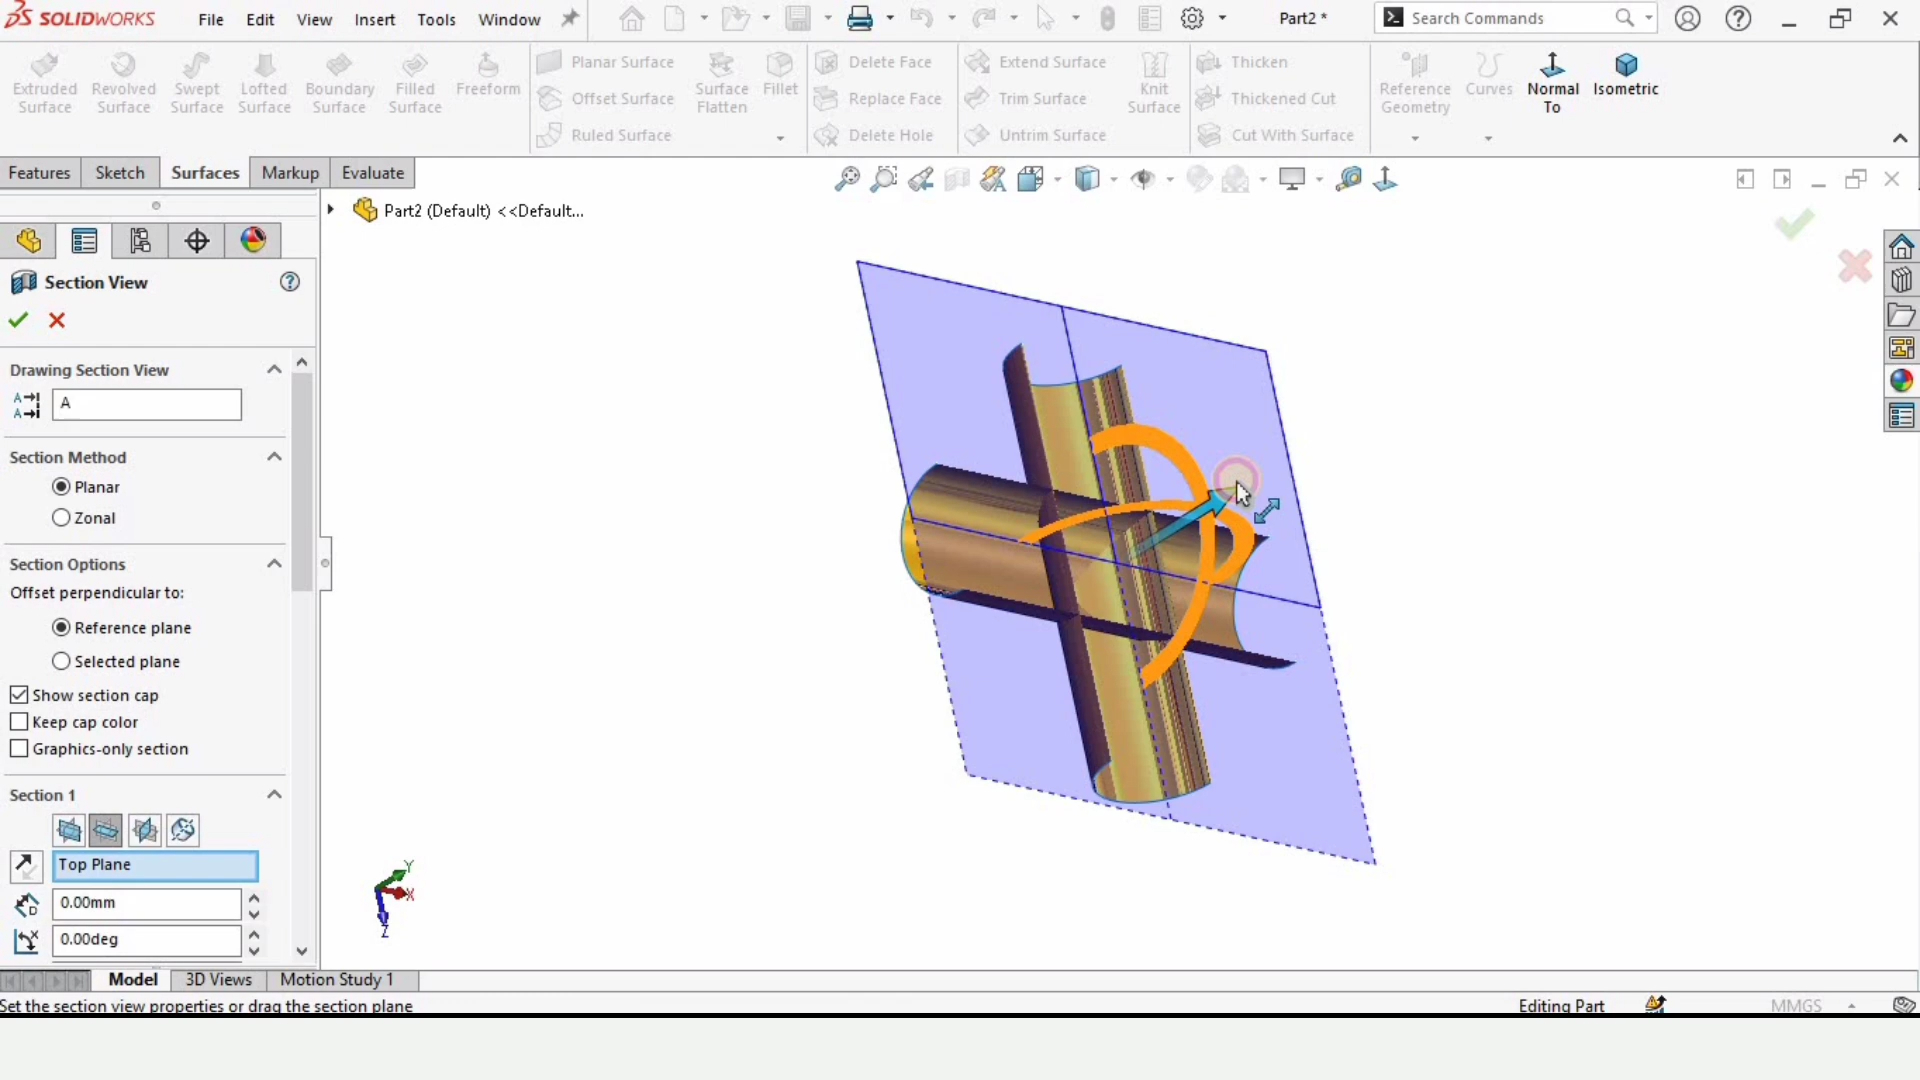 SOLIDWORKS File Edit View Insert Tools Window Part2 * Search Commands
Extruded Surface
Revolved Surface
Swept Surface
Lofted Surface
Boundary Surface
Filled Surface
Freeform
Planar Surface
Offset Surface
Ruled Surface
Surface Flatten
Fillet
Delete Face
Replace Face
Delete Hole
Extend Surface
Trim Surface
Untrim Surface
Knit Surface
Thicken
Thickened Cut
Cut With Surface
Reference Geometry
Curves
Normal To
Isometric
Features Sketch Surfaces Markup Evaluate
Part2 (Default) <<Default...
Section View
Drawing Section View
A
A
A
Section Method
Planar
Zonal
Section Options
Offset perpendicular to:
Reference plane
Selected plane
Show section cap
Keep cap color
Graphics-only section
Section 1
Top Plane
D
0.00mm
X
0.00deg
Y
X
Z
Model 3D Views Motion Study 1
Set the section view properties or drag the section plane
Editing Part
MMGS